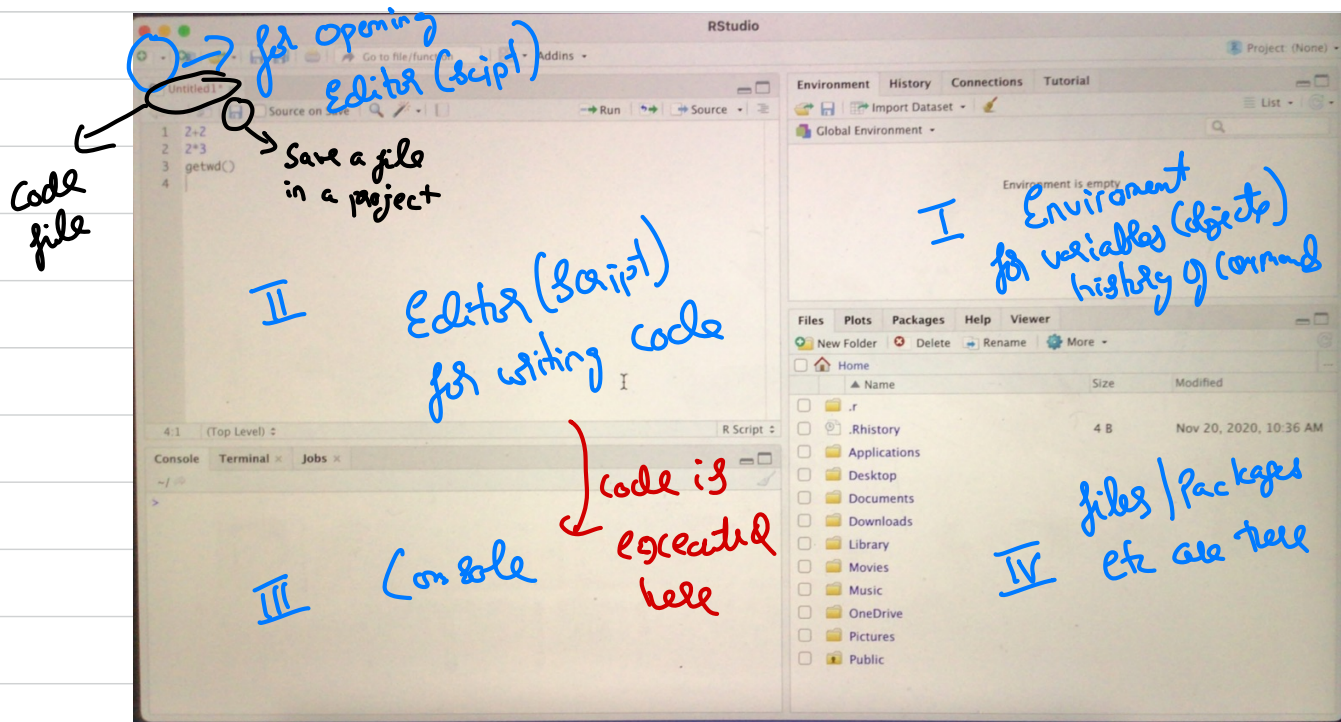 RStudio
for opening
Editor (Scipt)
Go to file/function
Addins
Project (None)
Untitled1*
Source on Save
Run
Source
1 2+2
2 2*3
3 getwd()
4
Code
file
Save a file
in a project
II Editor (Script)
for writing code
4:1 (Top Level)
R Script
Environment History Connections Tutorial
Import Dataset
List
Global Environment
Environment is empty
I Enviroment
for variables (objects)
history of Command
Console Terminal Jobs
~/
>
III Console
code is
executed
here
Files Plots Packages Help Viewer
New Folder Delete Rename More
Home
Name Size Modified
.r
.Rhistory 4 B Nov 20, 2020, 10:36 AM
Applications
Desktop
Documents
Downloads
Library
Movies
Music
OneDrive
Pictures
Public
files/Packages
IV etc are here